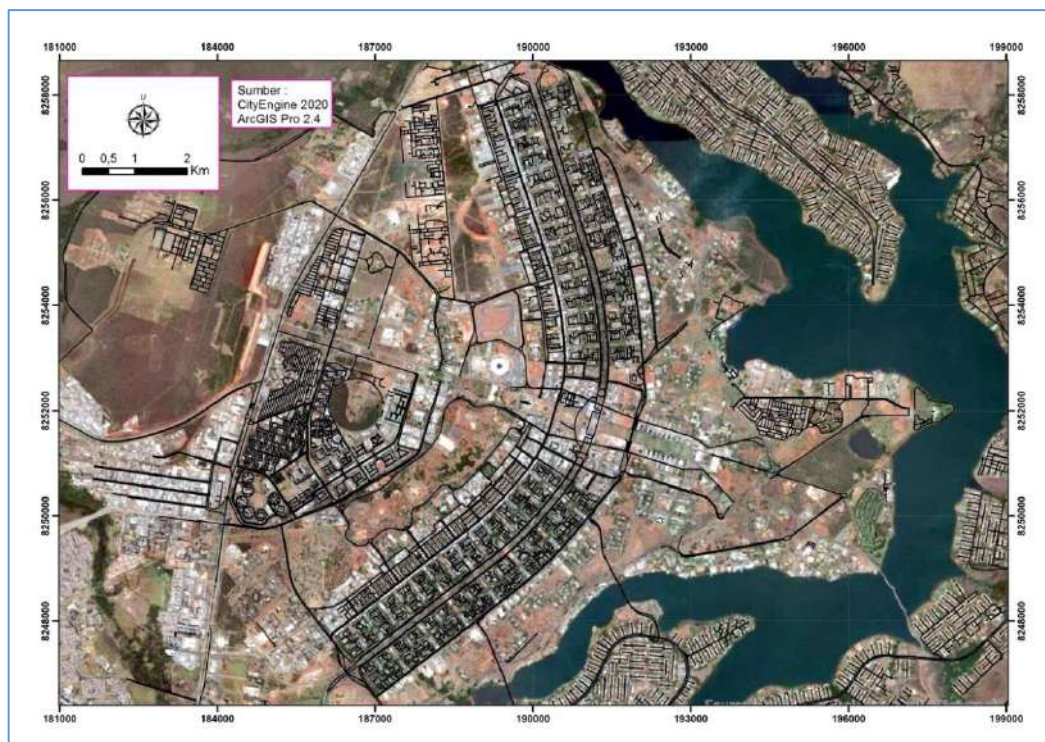 181000 184000 187000 190000 193000 196000 199000
U
0 0,5 1 2
Km
Sumber :
CityEngine 2020
ArcGIS Pro 2.4
8258000 8258000
8256000 8256000
8254000 8254000
8252000 8252000
8250000 8250000
8248000 8248000
181000 184000 187000 190000 193000 196000 199000